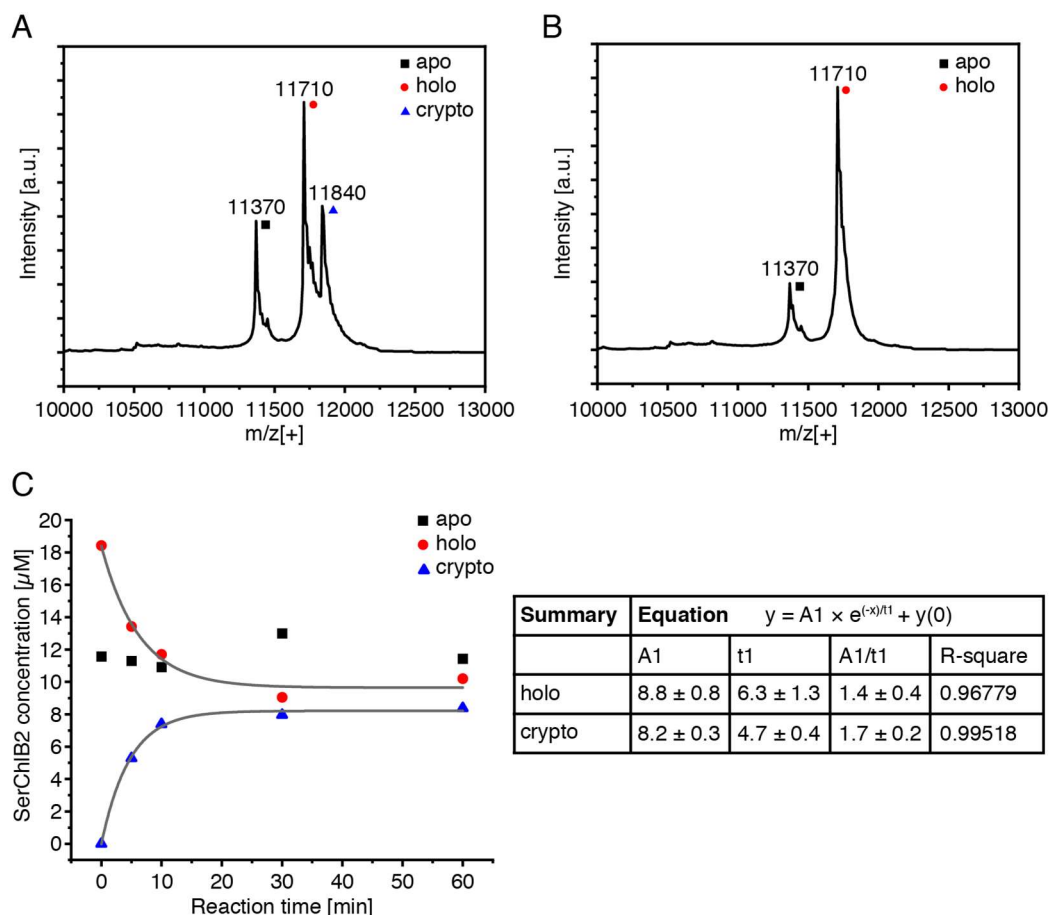 A
B
11710
11370
11840
apo
holo
crypto
Intensity [a.u.]
10000 10500 11000 11500 12000 12500 13000
m/z[+]
11710
11370
apo
holo
Intensity [a.u.]
10000 10500 11000 11500 12000 12500 13000
m/z[+]
C
apo
holo
crypto
SerChIB2 concentration [µM]
20
18
16
14
12
10
8
6
4
2
0
0 10 20 30 40 50 60
Reaction time [min]
Summary Equation y = A1 × e(-x)/t1 + y(0)
A1 t1 A1/t1 R-square
holo 8.8 ± 0.8 6.3 ± 1.3 1.4 ± 0.4 0.96779
crypto 8.2 ± 0.3 4.7 ± 0.4 1.7 ± 0.2 0.99518